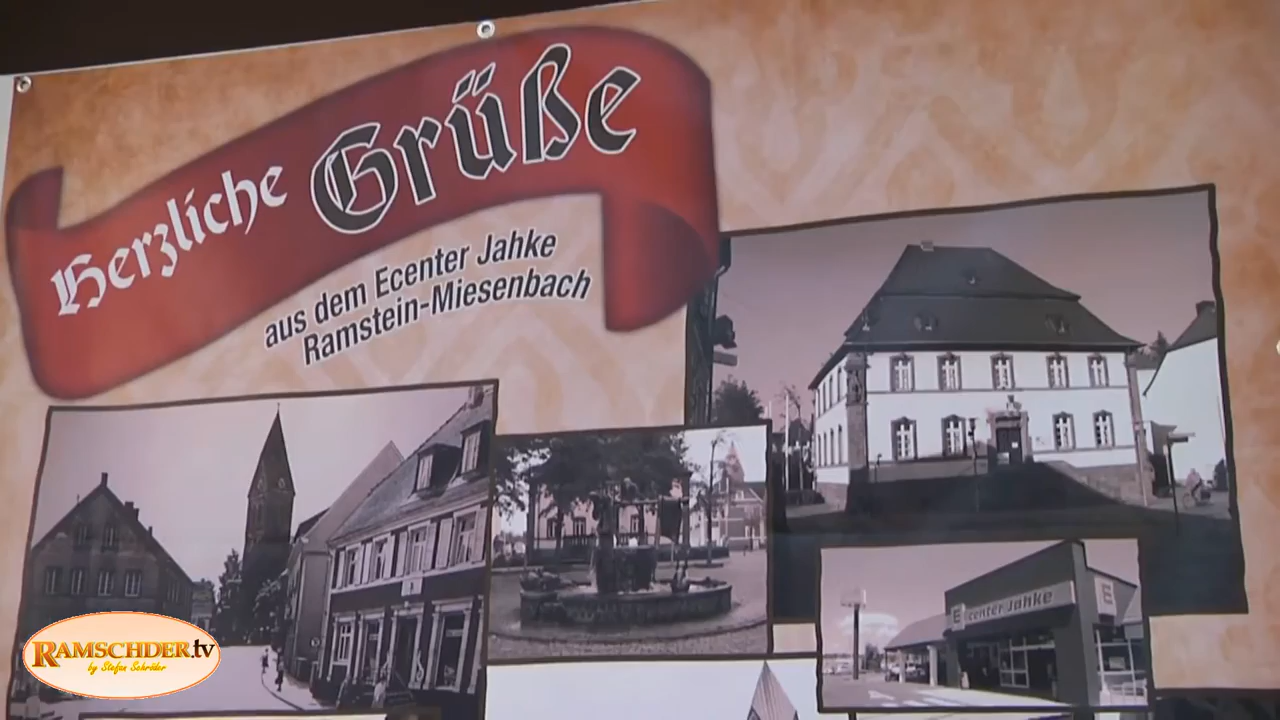 Herzliche Grüße
aus dem Ecenter Jahke
Ramstein-Miesenbach
E center Jahke
E
RAMSCHDER.tv
by Stefan Schröder